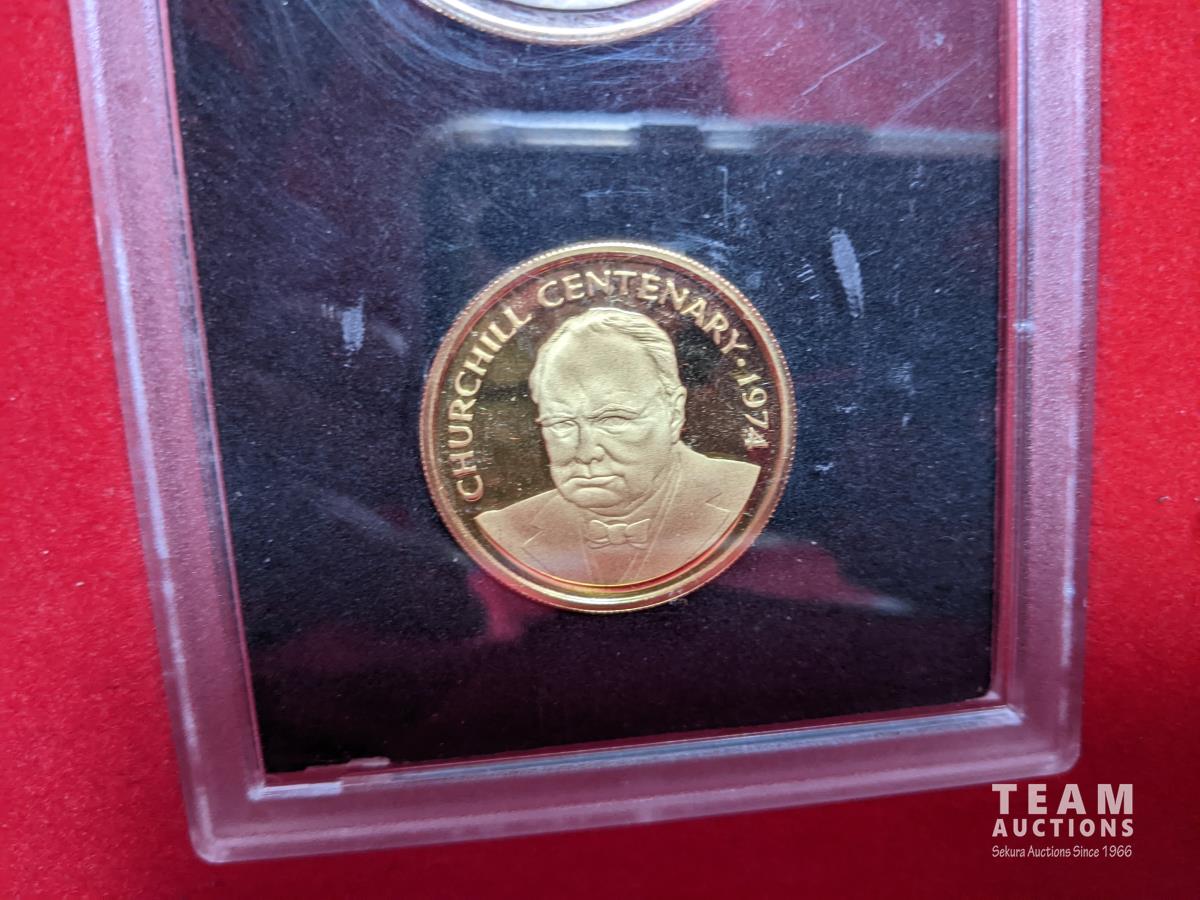 CHURCHILL CENTENARY · 1974
TEAM
AUCTIONS
Sekura Auctions Since 1966